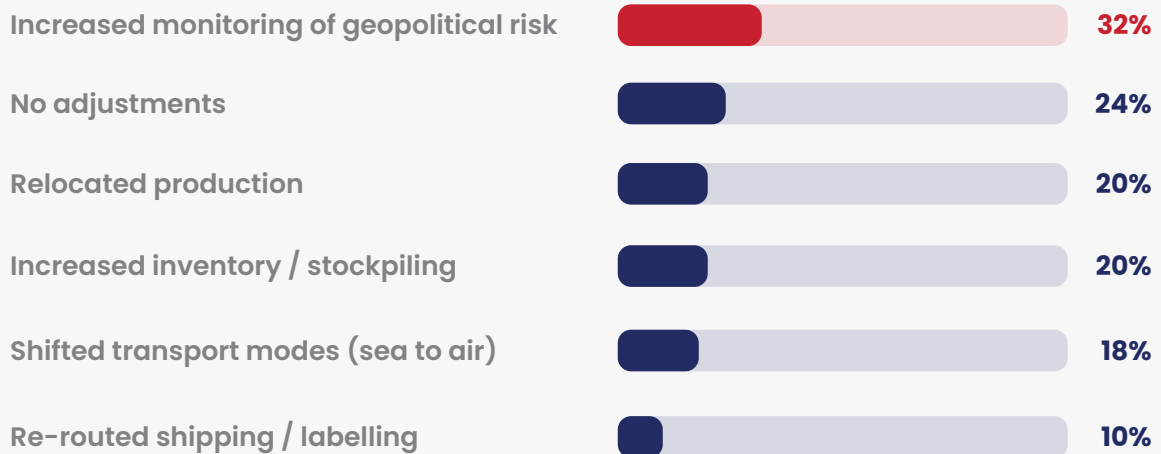 Increased monitoring of geopolitical risk 32%
No adjustments 24%
Relocated production 20%
Increased inventory / stockpiling 20%
Shifted transport modes (sea to air) 18%
Re-routed shipping / labelling 10%